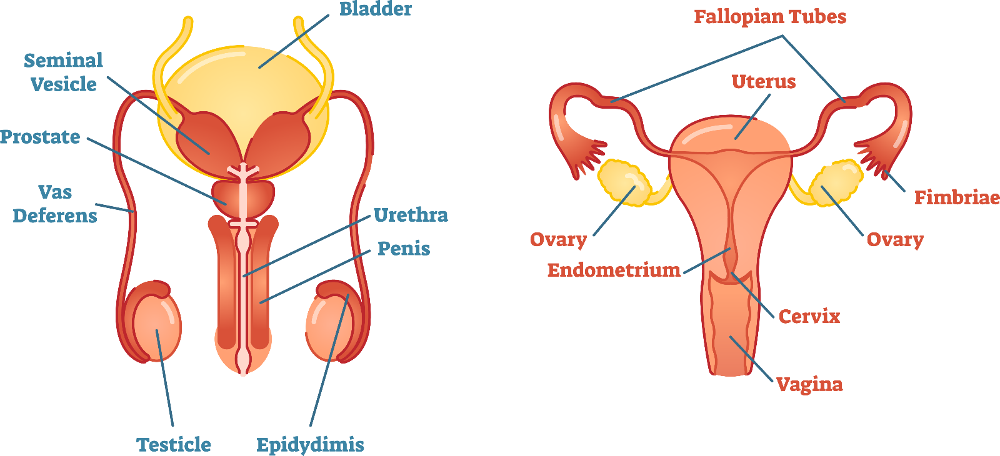 Bladder
Seminal
Vesicle
Prostate
Vas
Deferens
Urethra
Penis
Testicle
Epidydimis
Fallopian Tubes
Uterus
Fimbriae
Ovary
Ovary
Endometrium
Cervix
Vagina